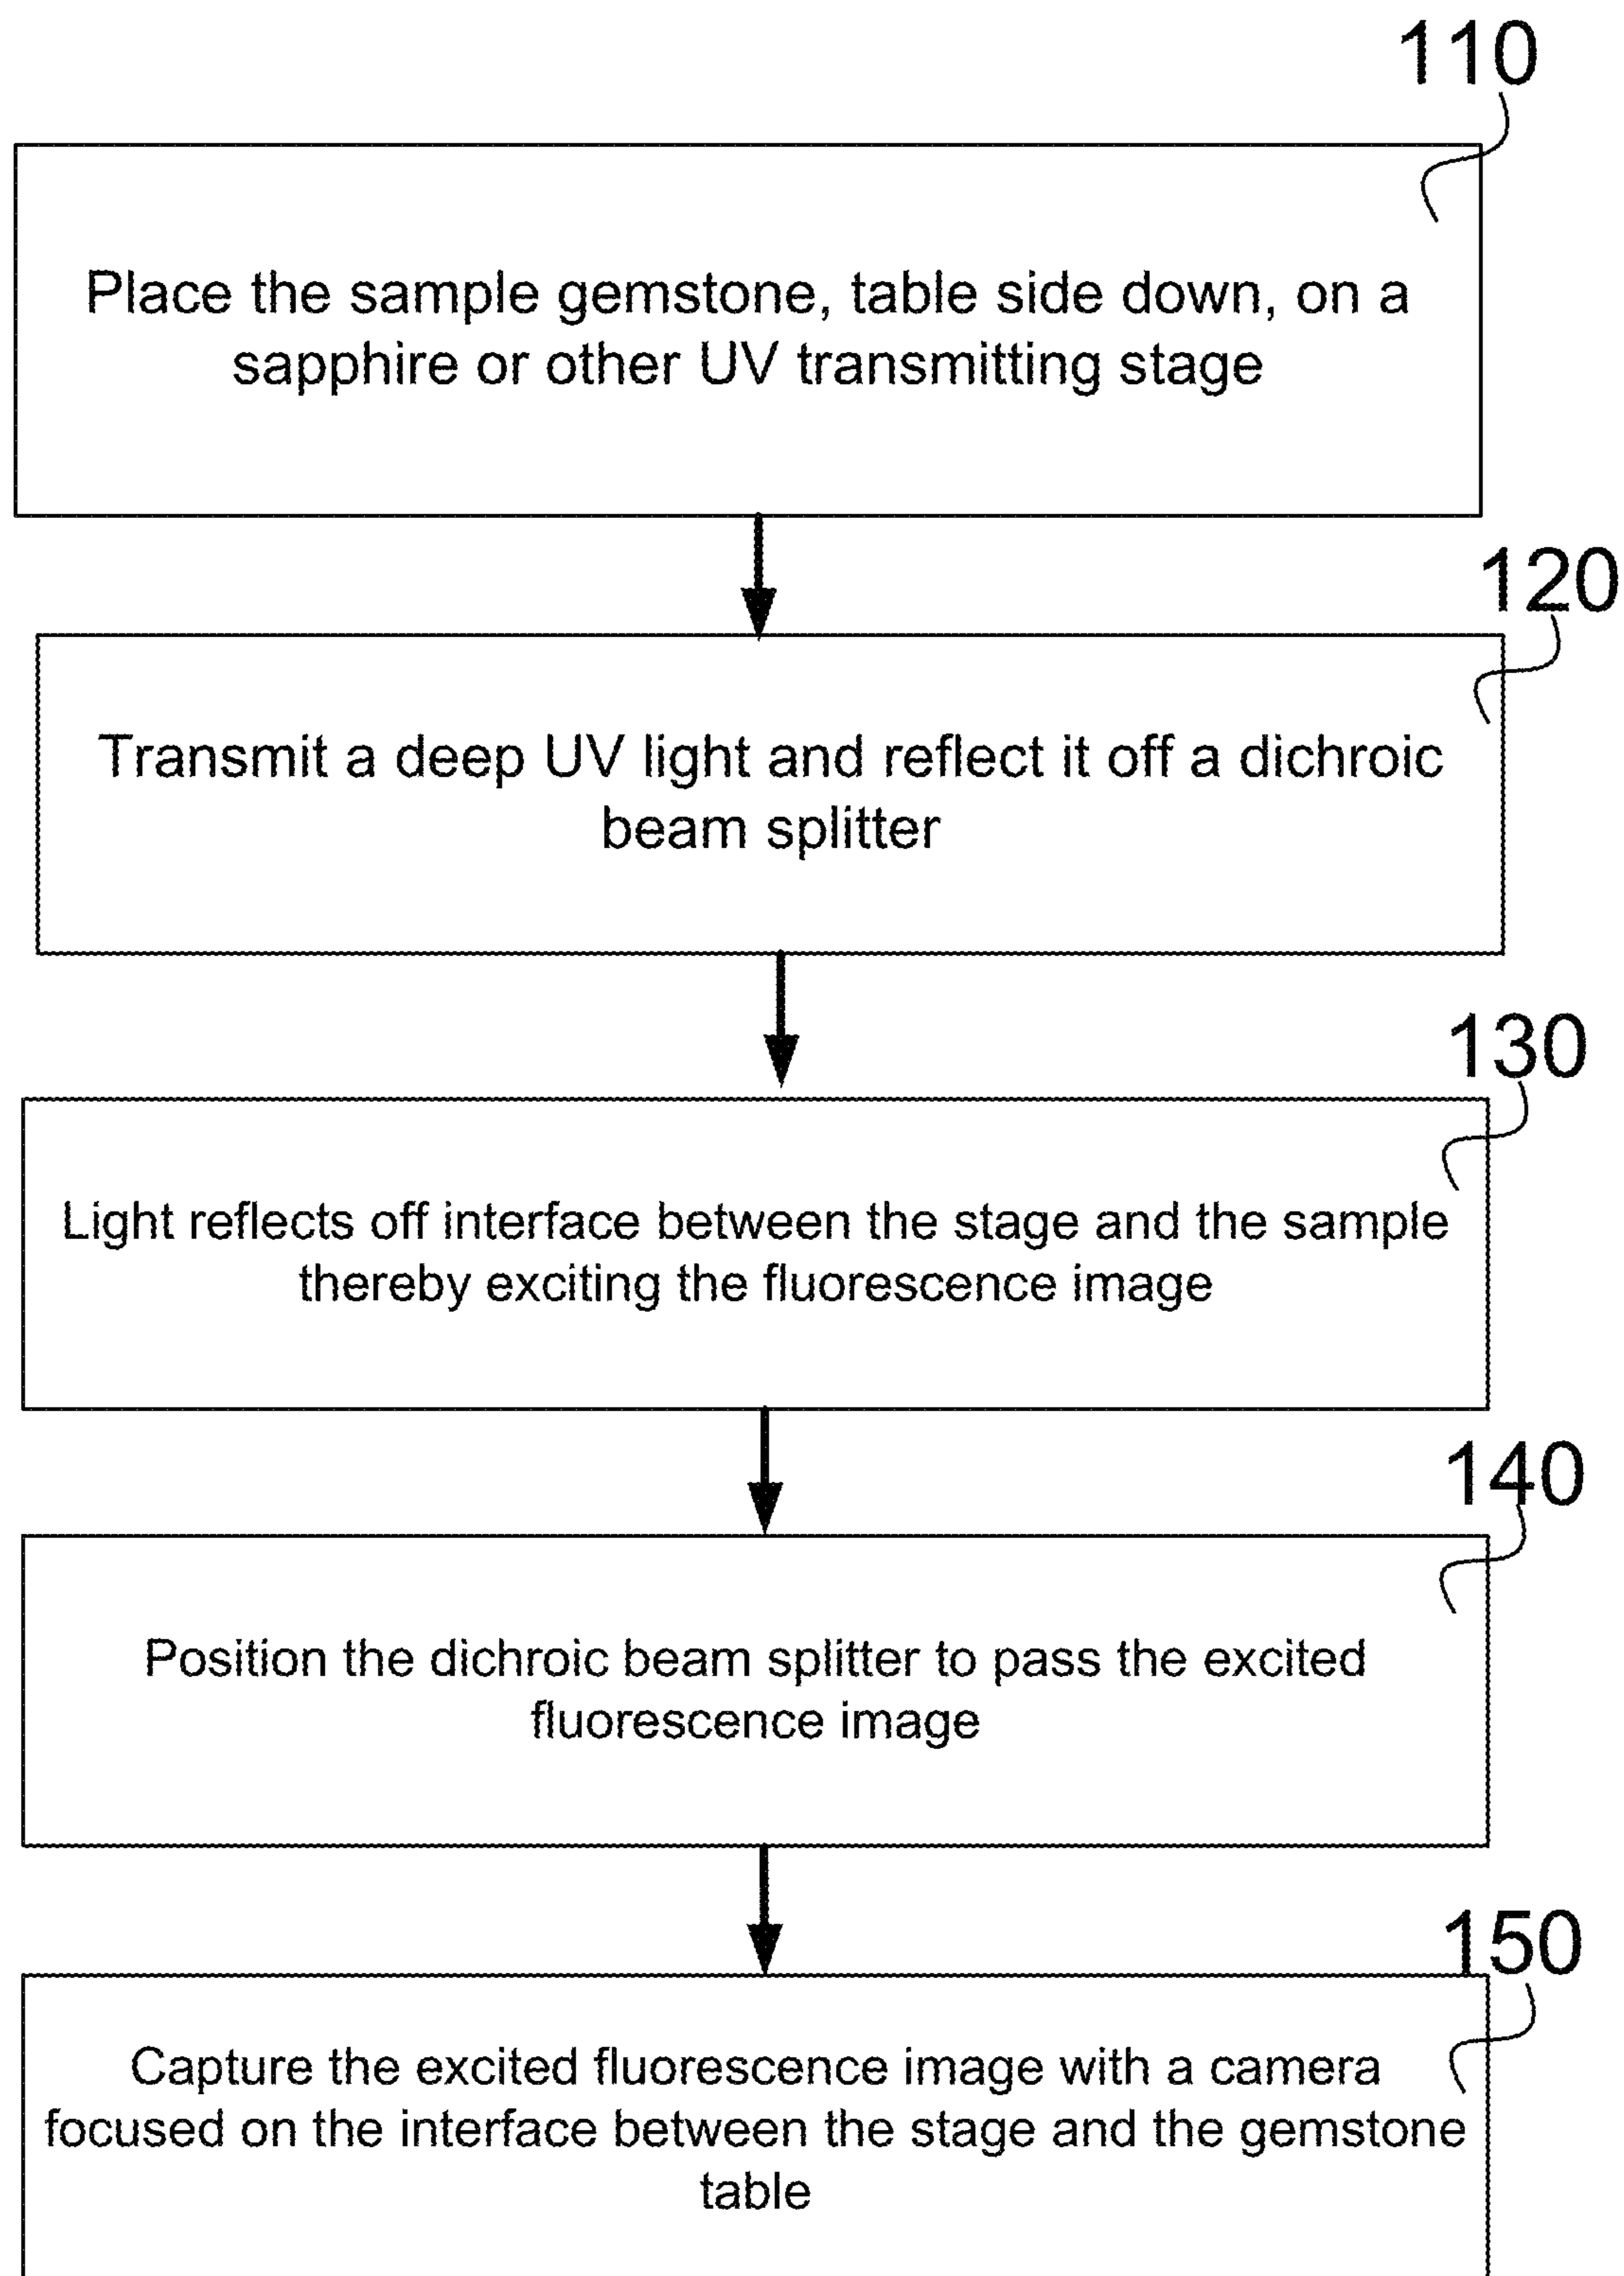 110
Place the sample gemstone, table side down, on a
sapphire or other UV transmitting stage
120
Transmit a deep UV light and reflect it off a dichroic
beam splitter
130
Light reflects off interface between the stage and the sample
thereby exciting the fluorescence image
140
Position the dichroic beam splitter to pass the excited
fluorescence image
150
Capture the excited fluorescence image with a camera
focused on the interface between the stage and the gemstone
table